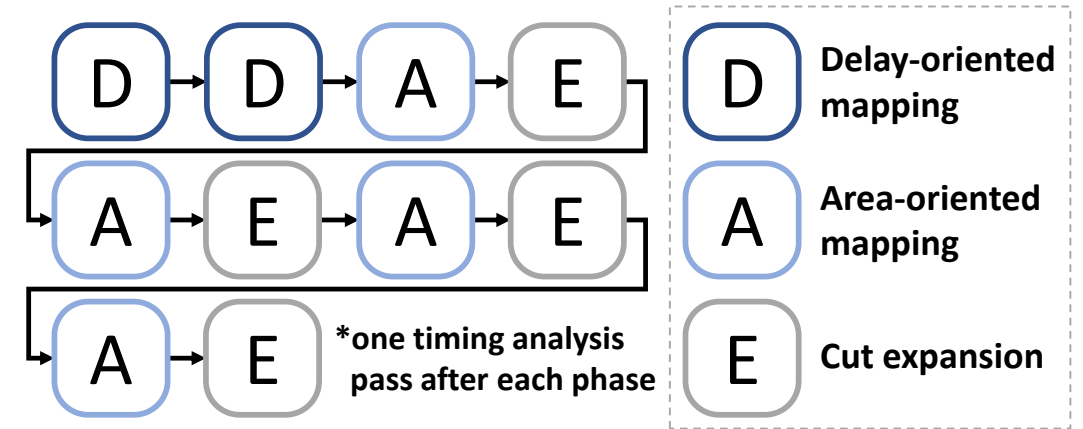 D D A E
A E A E
A E
*one timing analysis
pass after each phase
D
Delay-oriented
mapping
A
Area-oriented
mapping
E
Cut expansion